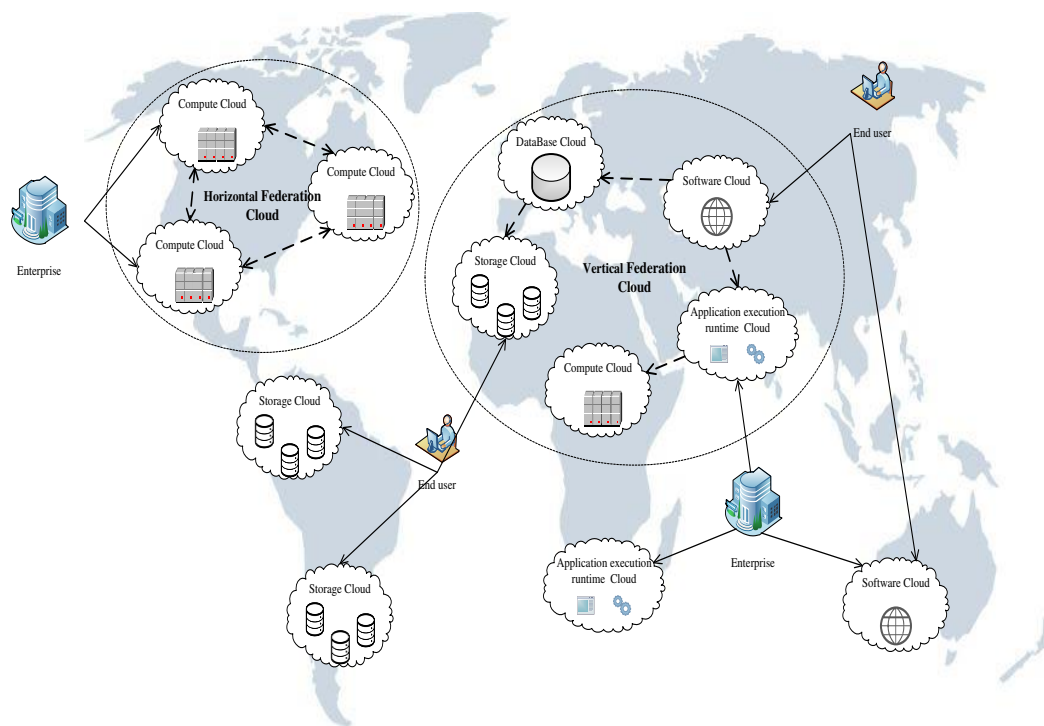 Compute Cloud
Compute Cloud
Horizontal Federation
Cloud
Compute Cloud
Enterprise
DataBase Cloud
Software Cloud
End user
Storage Cloud
Vertical Federation
Cloud
Application execution
runtime Cloud
Compute Cloud
Storage Cloud
End user
Storage Cloud
Application execution
runtime Cloud
Enterprise
Software Cloud